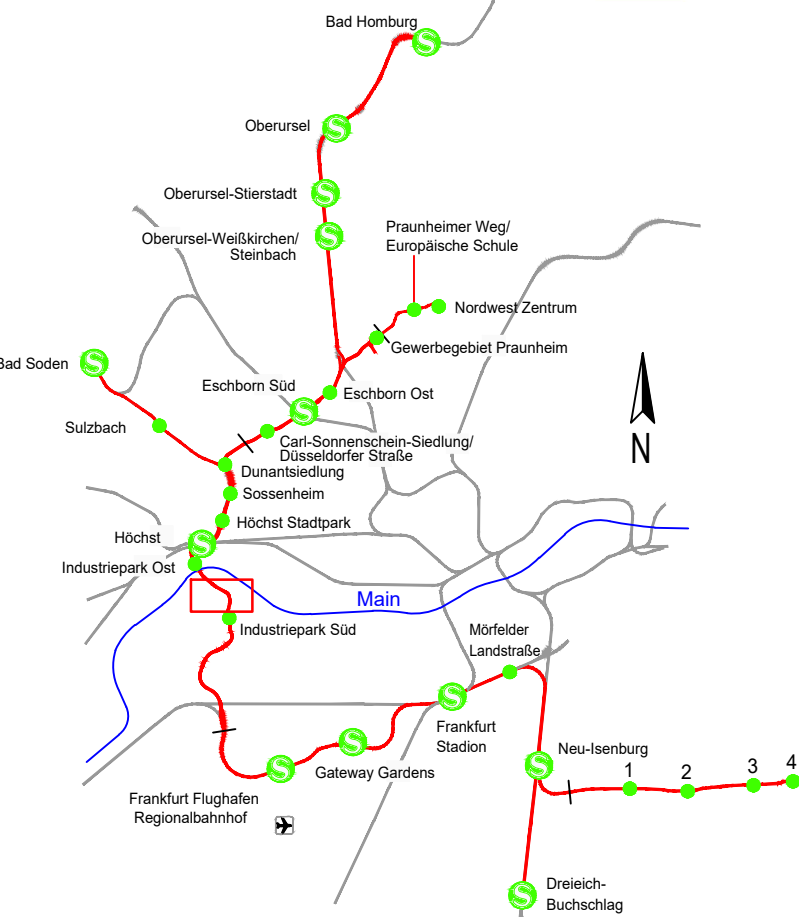 Bad Homburg
Oberursel
Oberursel-Stierstadt
Oberursel-Weißkirchen/
Steinbach
Praunheimer Weg/
Europäische Schule
Nordwest Zentrum
Gewerbegebiet Praunheim
Bad Soden
Eschborn Süd
Eschborn Ost
Sulzbach
Carl-Sonnenschein-Siedlung/
Düsseldorfer Straße
N
Dunantsiedlung
Sossenheim
Höchst Stadtpark
Höchst
Industriepark Ost
Main
Industriepark Süd
Mörfelder
Landstraße
Frankfurt
Stadion
Neu-Isenburg
1
2
3
4
Gateway Gardens
Frankfurt Flughafen
Regionalbahnhof
Dreieich-
Buchschlag